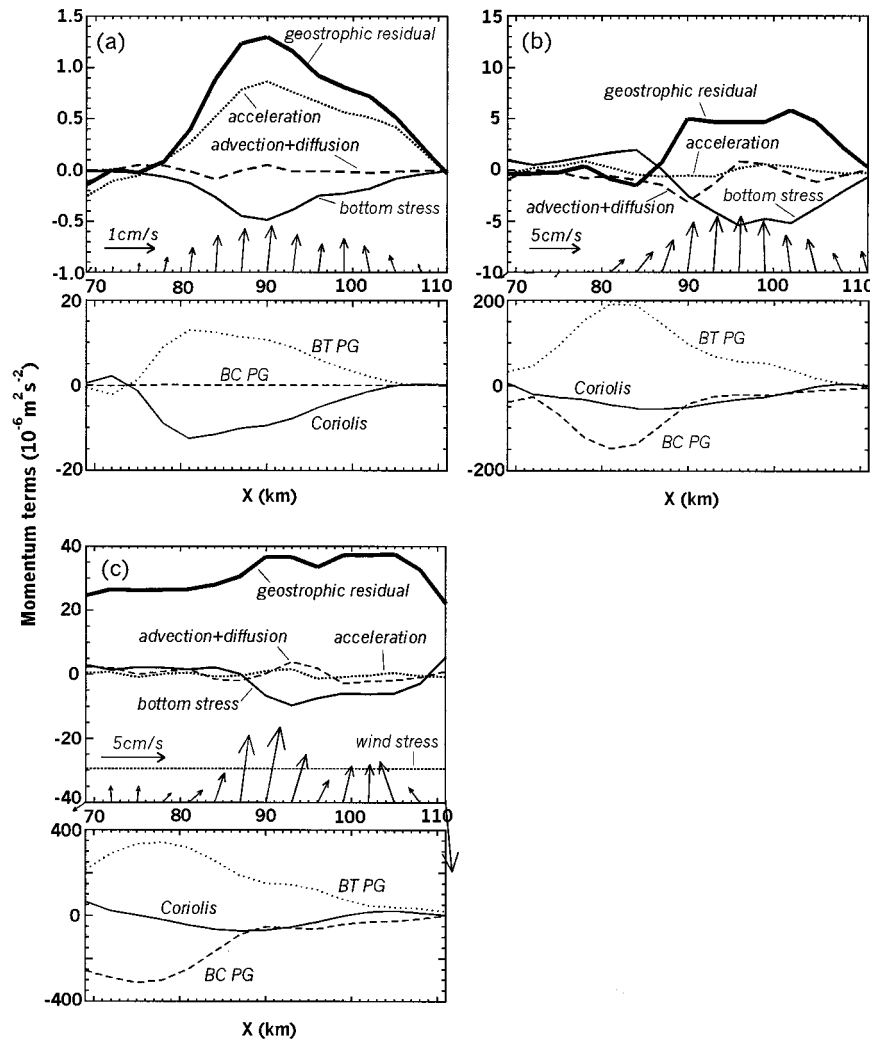 (a)
1.5
1.0
0.5
0.0
-0.5
-1.0
geostrophic residual
acceleration
advection+diffusion
bottom stress
1cm/s
70 80 90 100 110
20
0
-20
BT PG
BC PG
Coriolis
X (km)
(b)
15
10
5
0
-5
-10
geostrophic residual
acceleration
advection+diffusion
bottom stress
5cm/s
70 80 90 100 110
200
0
-200
BT PG
Coriolis
BC PG
X (km)
Momentum terms (10⁻⁶ m² s⁻²)
(c)
40
20
0
-20
-40
geostrophic residual
advection+diffusion
acceleration
bottom stress
5cm/s
wind stress
70 80 90 100 110
400
0
-400
BT PG
Coriolis
BC PG
X (km)